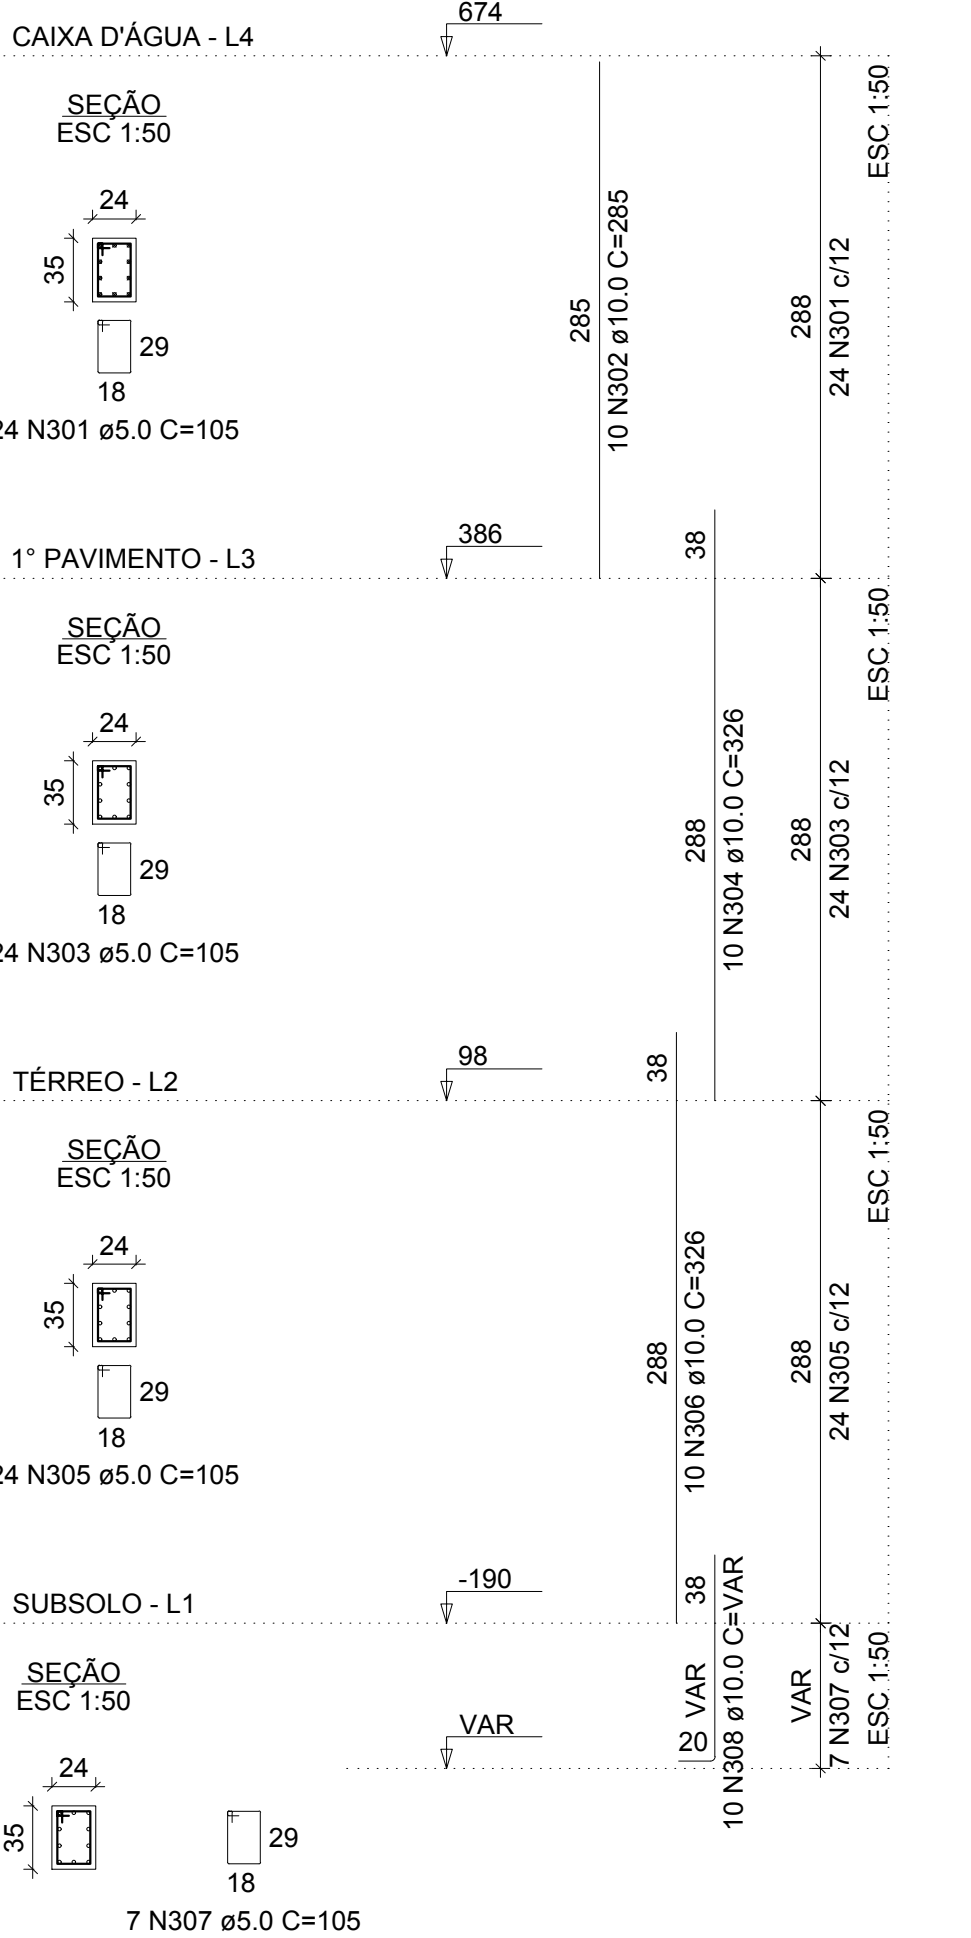 674
CAIXA D'ÁGUA - L4
SEÇÃO
ESC 1:50
24
35
29
18
24 N301 ø5.0 C=105
285
10 N302 ø10.0 C=285
288
24 N301 c/12
ESC 1:50
386
1° PAVIMENTO - L3
38
SEÇÃO
ESC 1:50
24
35
29
18
24 N303 ø5.0 C=105
288
10 N304 ø10.0 C=326
288
24 N303 c/12
ESC 1:50
98
TÉRREO - L2
38
SEÇÃO
ESC 1:50
24
35
29
18
24 N305 ø5.0 C=105
288
10 N306 ø10.0 C=326
288
24 N305 c/12
ESC 1:50
-190
SUBSOLO - L1
38
SEÇÃO
ESC 1:50
VAR
VAR
20
10 N308 ø10.0 C=VAR
VAR
7 N307 c/12
ESC 1:50
24
35
29
18
7 N307 ø5.0 C=105